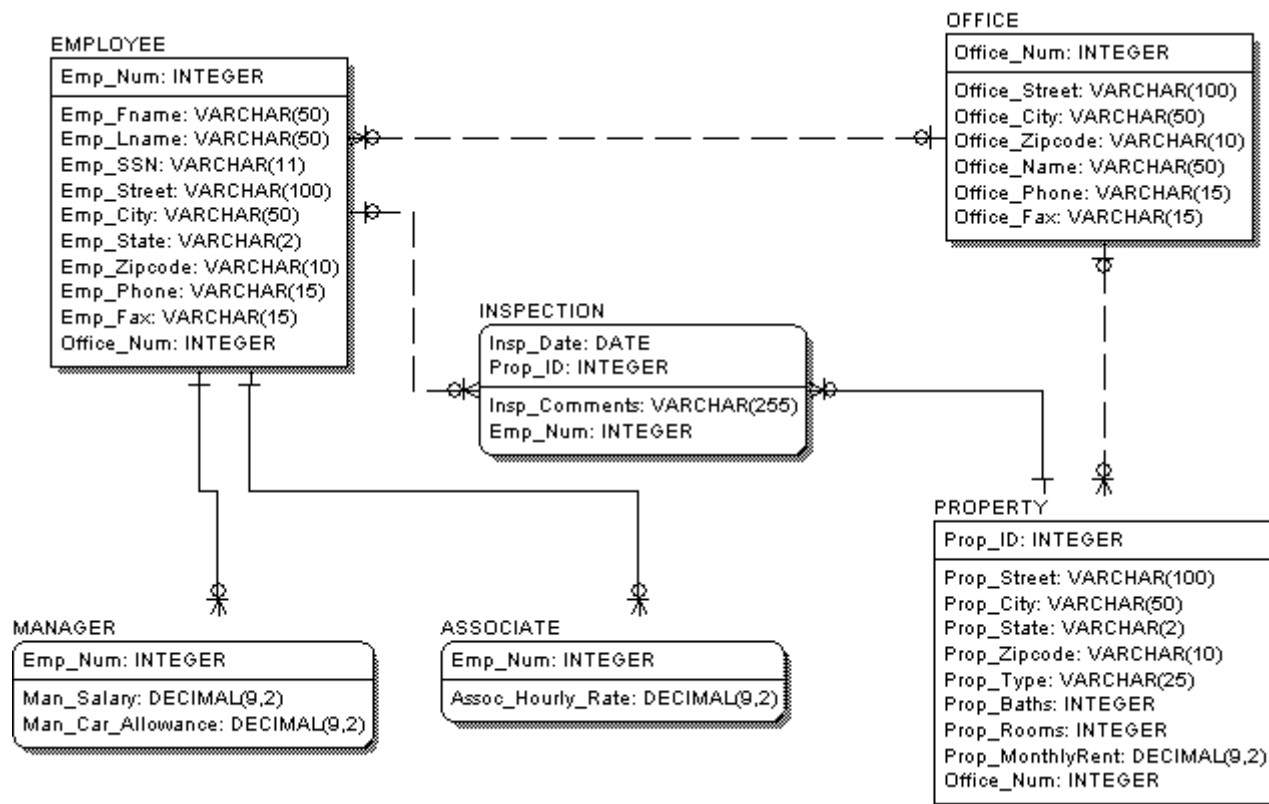 EMPLOYEE
Emp_Num: INTEGER
Emp_Fname: VARCHAR(50)
Emp_Lname: VARCHAR(50)
Emp_SSN: VARCHAR(11)
Emp_Street: VARCHAR(100)
Emp_City: VARCHAR(50)
Emp_State: VARCHAR(2)
Emp_Zipcode: VARCHAR(10)
Emp_Phone: VARCHAR(15)
Emp_Fax: VARCHAR(15)
Office_Num: INTEGER
OFFICE
Office_Num: INTEGER
Office_Street: VARCHAR(100)
Office_City: VARCHAR(50)
Office_Zipcode: VARCHAR(10)
Office_Name: VARCHAR(50)
Office_Phone: VARCHAR(15)
Office_Fax: VARCHAR(15)
INSPECTION
Insp_Date: DATE
Prop_ID: INTEGER
Insp_Comments: VARCHAR(255)
Emp_Num: INTEGER
MANAGER
Emp_Num: INTEGER
Man_Salary: DECIMAL(9,2)
Man_Car_Allowance: DECIMAL(9,2)
ASSOCIATE
Emp_Num: INTEGER
Assoc_Hourly_Rate: DECIMAL(9,2)
PROPERTY
Prop_ID: INTEGER
Prop_Street: VARCHAR(100)
Prop_City: VARCHAR(50)
Prop_State: VARCHAR(2)
Prop_Zipcode: VARCHAR(10)
Prop_Type: VARCHAR(25)
Prop_Baths: INTEGER
Prop_Rooms: INTEGER
Prop_MonthlyRent: DECIMAL(9,2)
Office_Num: INTEGER